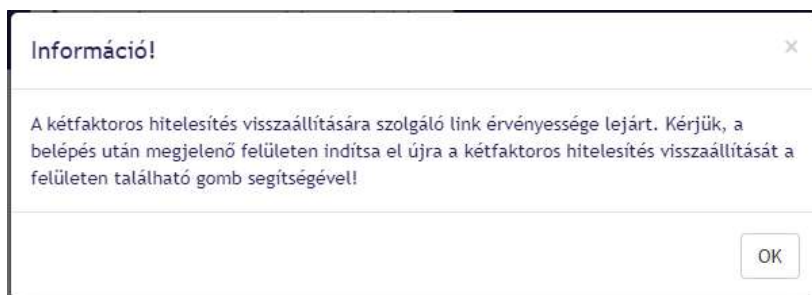 Információ!
×
A kétfaktoros hitelesítés visszaállítására szolgáló link érvényessége lejárt. Kérjük, a
belépés után megjelenő felületen indítsa el újra a kétfaktoros hitelesítés visszaállítását a
felületen található gomb segítségével!
OK